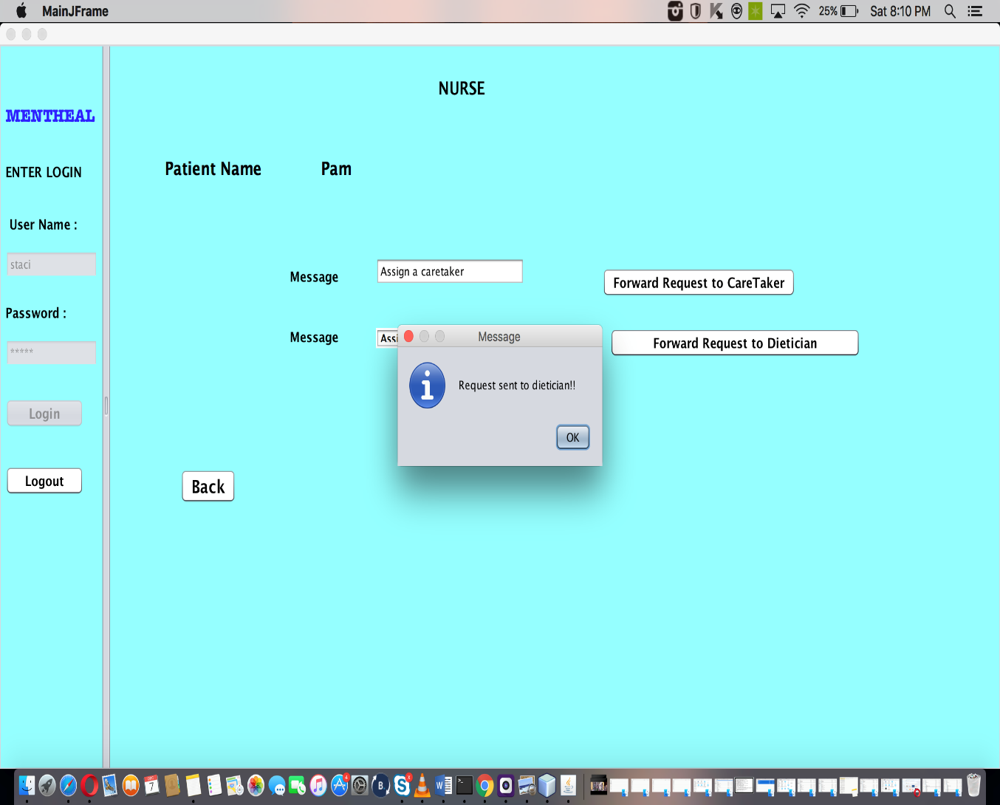 MainJFrame
25%
Sat 8:10 PM
NURSE
MENTHEAL
Patient Name Pam
ENTER LOGIN
User Name :
staci
Message Assign a caretaker Forward Request to CareTaker
Password :
*****
Message Assi Forward Request to Dietician
Message
Request sent to dietician!!
OK
Login
Logout
Back